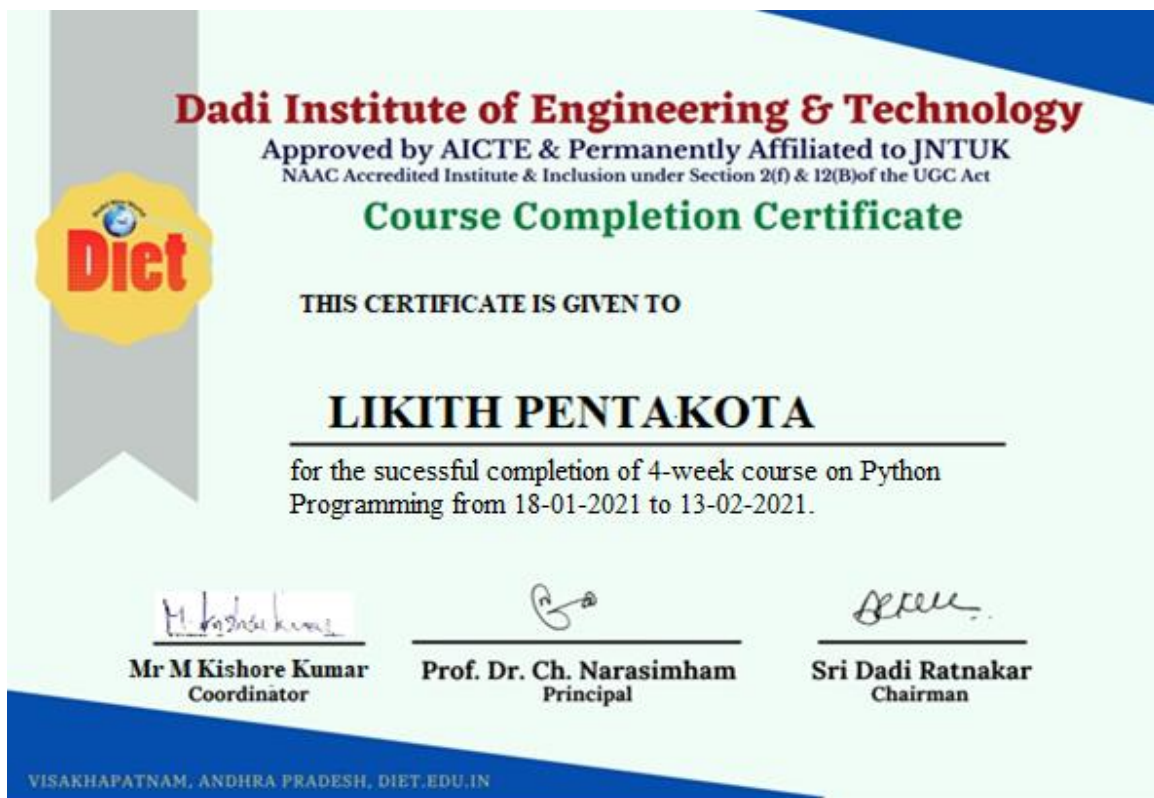 Dadi Institute of Engineering & Technology
Approved by AICTE & Permanently Affiliated to JNTUK
NAAC Accredited Institute & Inclusion under Section 2(f) & 12(B)of the UGC Act
Course Completion Certificate
Diet
THIS CERTIFICATE IS GIVEN TO
LIKITH PENTAKOTA
for the sucessful completion of 4-week course on Python
Programming from 18-01-2021 to 13-02-2021.
Mr M Kishore Kumar
Coordinator
Prof. Dr. Ch. Narasimham
Principal
Sri Dadi Ratnakar
Chairman
VISAKHAPATNAM, ANDHRA PRADESH, DIET.EDU.IN